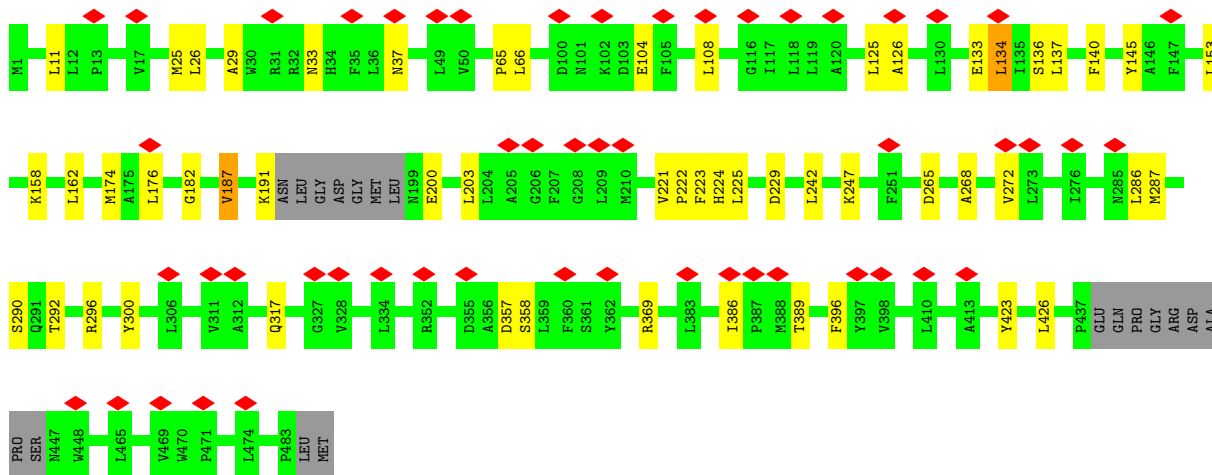 M1 L11 L12 P13 V17 M25 L26 A29 W30 R31 R32 N33 H34 F35 L36 N37 L49 V50 P65 L66 D100 N101 K102 D103 E104 F105 L108 G116 I117 L118 L119 A120 L125 A126 L130 E133 L134 I135 S136 L137 F140 Y145 A146 F147 L153
K158 L162 M174 A175 L176 G182 V187 K191 ASN LEU GLY ASP GLY MET LEU N199 E200 L203 L204 A205 G206 F207 G208 L209 M210 V221 P222 F223 H224 L225 D229 L242 K247 F251 D265 A268 V272 L273 I276 N285 L286 M287
S290 Q291 T292 R296 Y300 L306 V311 A312 Q317 G327 V328 L334 R352 D355 A356 D357 S358 L359 F360 S361 Y362 R369 L383 I386 P387 M388 T389 F396 Y397 V398 L410 A413 Y423 L426 P437 GLU GLN PRO GLY ARG ASP ALA
PRO SER N447 W448 L465 V469 W470 P471 L474 P483 LEU MET